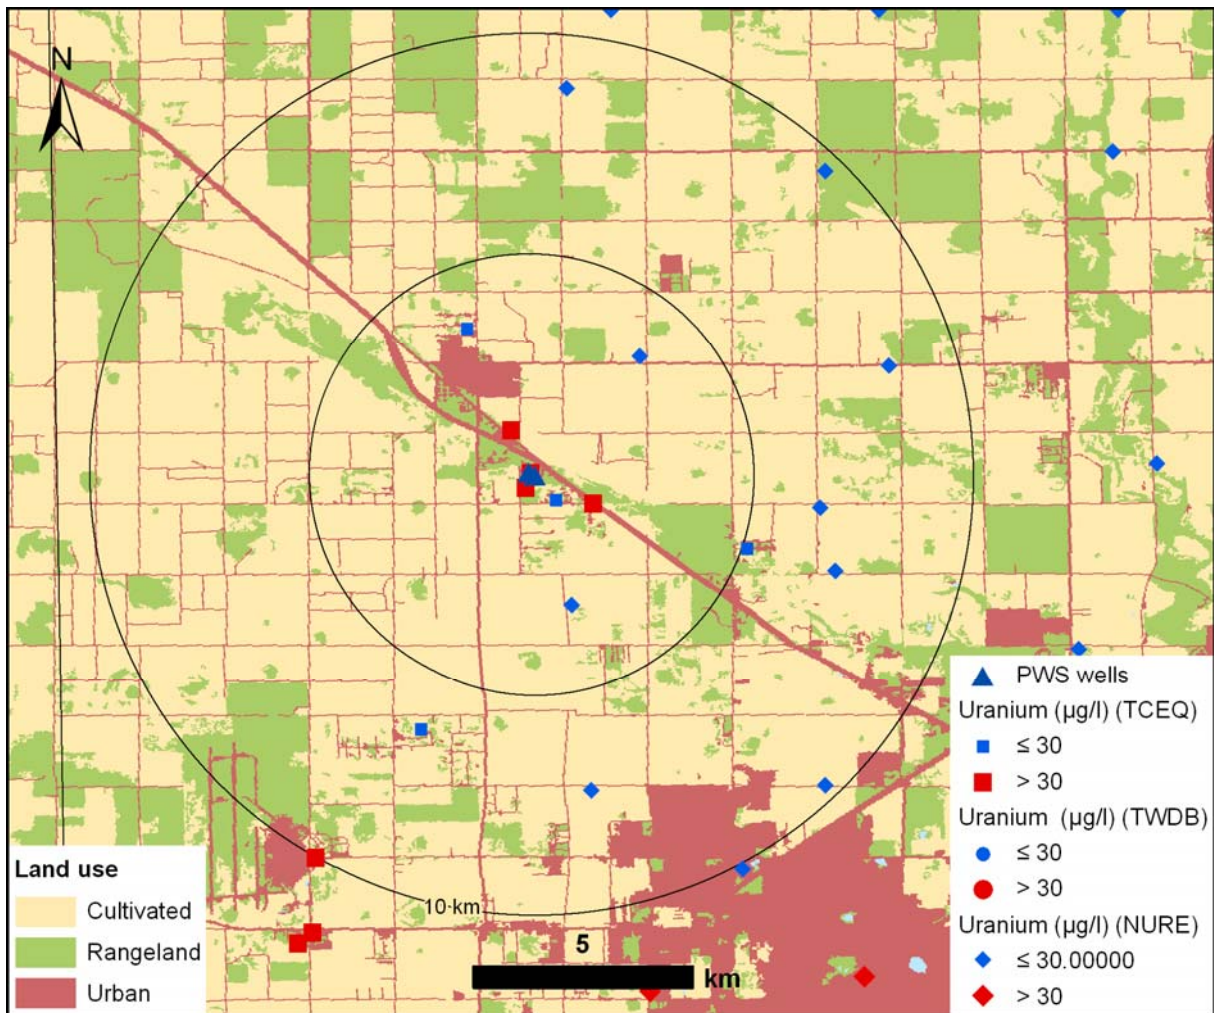 N
PWS wells
Uranium (µg/l) (TCEQ)
≤ 30
> 30
Uranium (µg/l) (TWDB)
≤ 30
> 30
Uranium (µg/l) (NURE)
≤ 30.00000
> 30
Land use
Cultivated
Rangeland
Urban
10 km
5
km